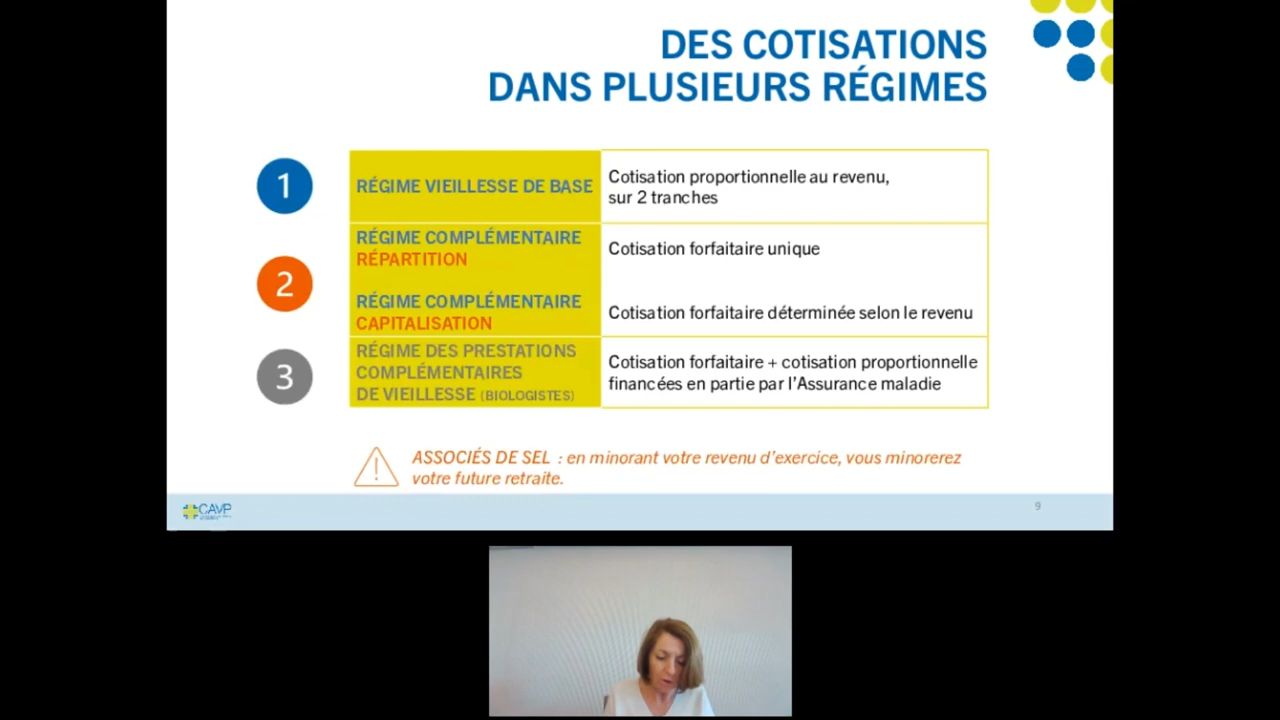 DES COTISATIONS
DANS PLUSIEURS RÉGIMES
1
RÉGIME VIEILLESSE DE BASE
Cotisation proportionnelle au revenu,
sur 2 tranches
2
RÉGIME COMPLÉMENTAIRE
RÉPARTITION
Cotisation forfaitaire unique
RÉGIME COMPLÉMENTAIRE
CAPITALISATION
Cotisation forfaitaire déterminée selon le revenu
3
RÉGIME DES PRESTATIONS
COMPLÉMENTAIRES
DE VIEILLESSE (BIOLOGISTES)
Cotisation forfaitaire + cotisation proportionnelle
financées en partie par l'Assurance maladie
ASSOCIÉS DE SEL : en minorant votre revenu d'exercice, vous minorerez
votre future retraite.
CAVP
9